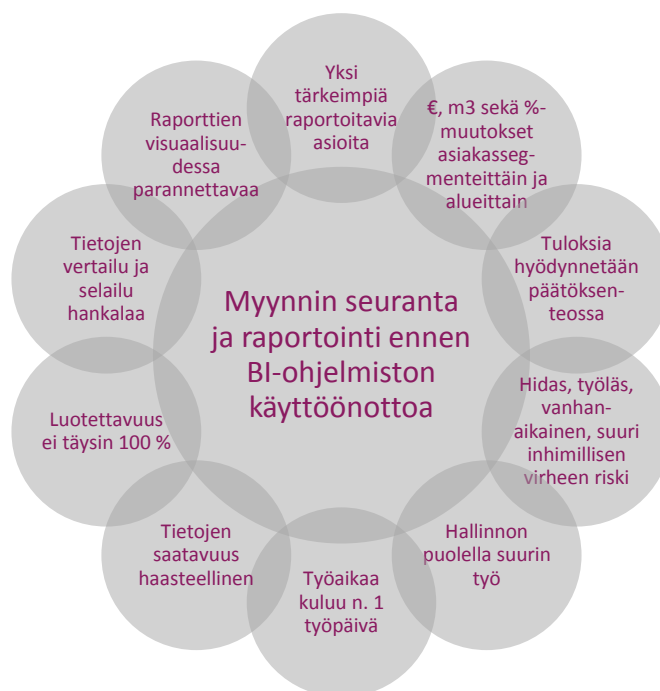 Yksi
tärkeimpiä
raportoitavia
asioita
€, m3 sekä %-
muutokset
asiakasseg-
menteittäin ja
alueittain
Tuloksia
hyödynnetään
päätöksen-
teossa
Hidas, työläs,
vanhan-
aikainen, suuri
inhimillisen
virheen riski
Hallinnon
puolella suurin
työ
Työaikaa
kuluu n. 1
työpäivä
Tietojen
saatavuus
haasteellinen
Luotettavuus
ei täysin 100 %
Tietojen
vertailu ja
selailu
hankalaa
Raporttien
visuaalisuu-
dessa
parannettavaa
Myynnin seuranta
ja raportointi ennen
BI-ohjelmiston
käyttöönottoa